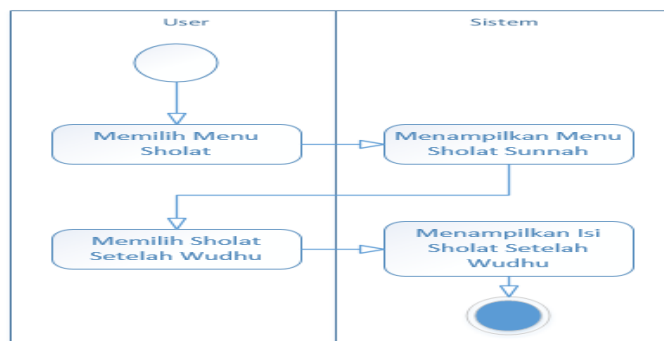 User
Sistem
Memilih Menu
Sholat
Menampilkan Menu
Sholat Sunnah
Memilih Sholat
Setelah Wudhu
Menampilkan Isi
Sholat Setelah
Wudhu